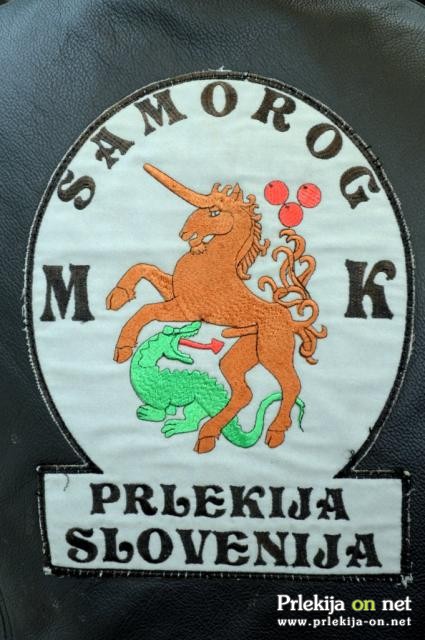 SAMOROG
M K
PRLEKIJA
SLOVENIJA
Prlekija on net
www.prlekija-on.net